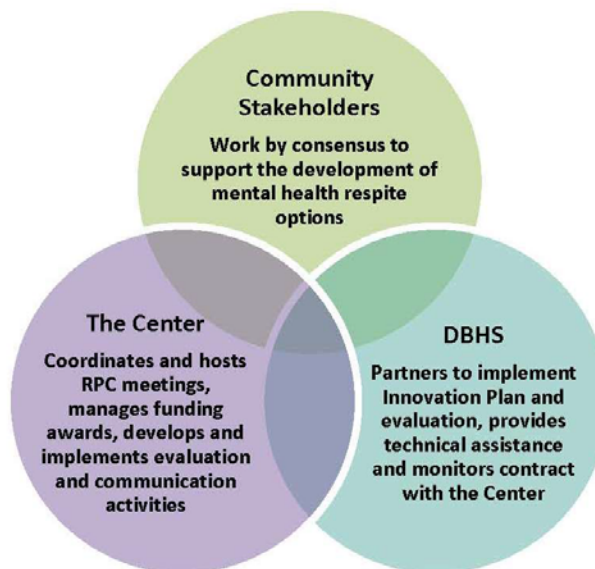 Community
Stakeholders
Work by consensus to
support the development of
mental health respite
options
The Center
Coordinates and hosts
RPC meetings,
manages funding
awards, develops and
implements evaluation
and communication
activities
DBHS
Partners to implement
Innovation Plan and
evaluation, provides
technical assistance
and monitors contract
with the Center